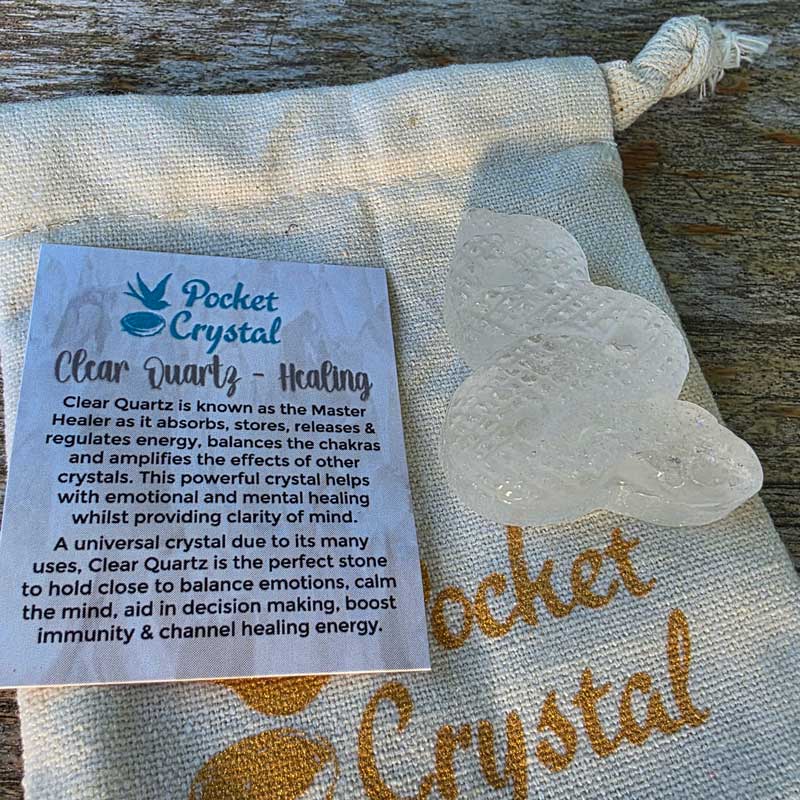 Pocket
Crystal
Clear Quartz - Healing
Clear Quartz is known as the Master
Healer as it absorbs, stores, releases &
regulates energy, balances the chakras
and amplifies the effects of other
crystals. This powerful crystal helps
with emotional and mental healing
whilst providing clarity of mind.
A universal crystal due to its many
uses, Clear Quartz is the perfect stone
to hold close to balance emotions, calm
the mind, aid in decision making, boost
immunity & channel healing energy.
ocket
Crystal